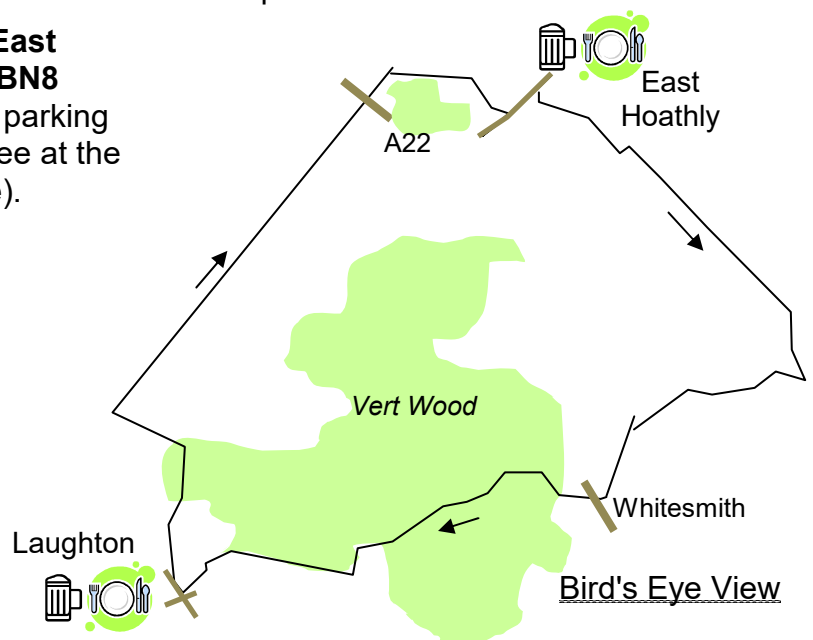 East
BN8
parking
ee at the
).
East
Hoathly
A22
Vert Wood
Whitesmith
Laughton
Bird's Eye View